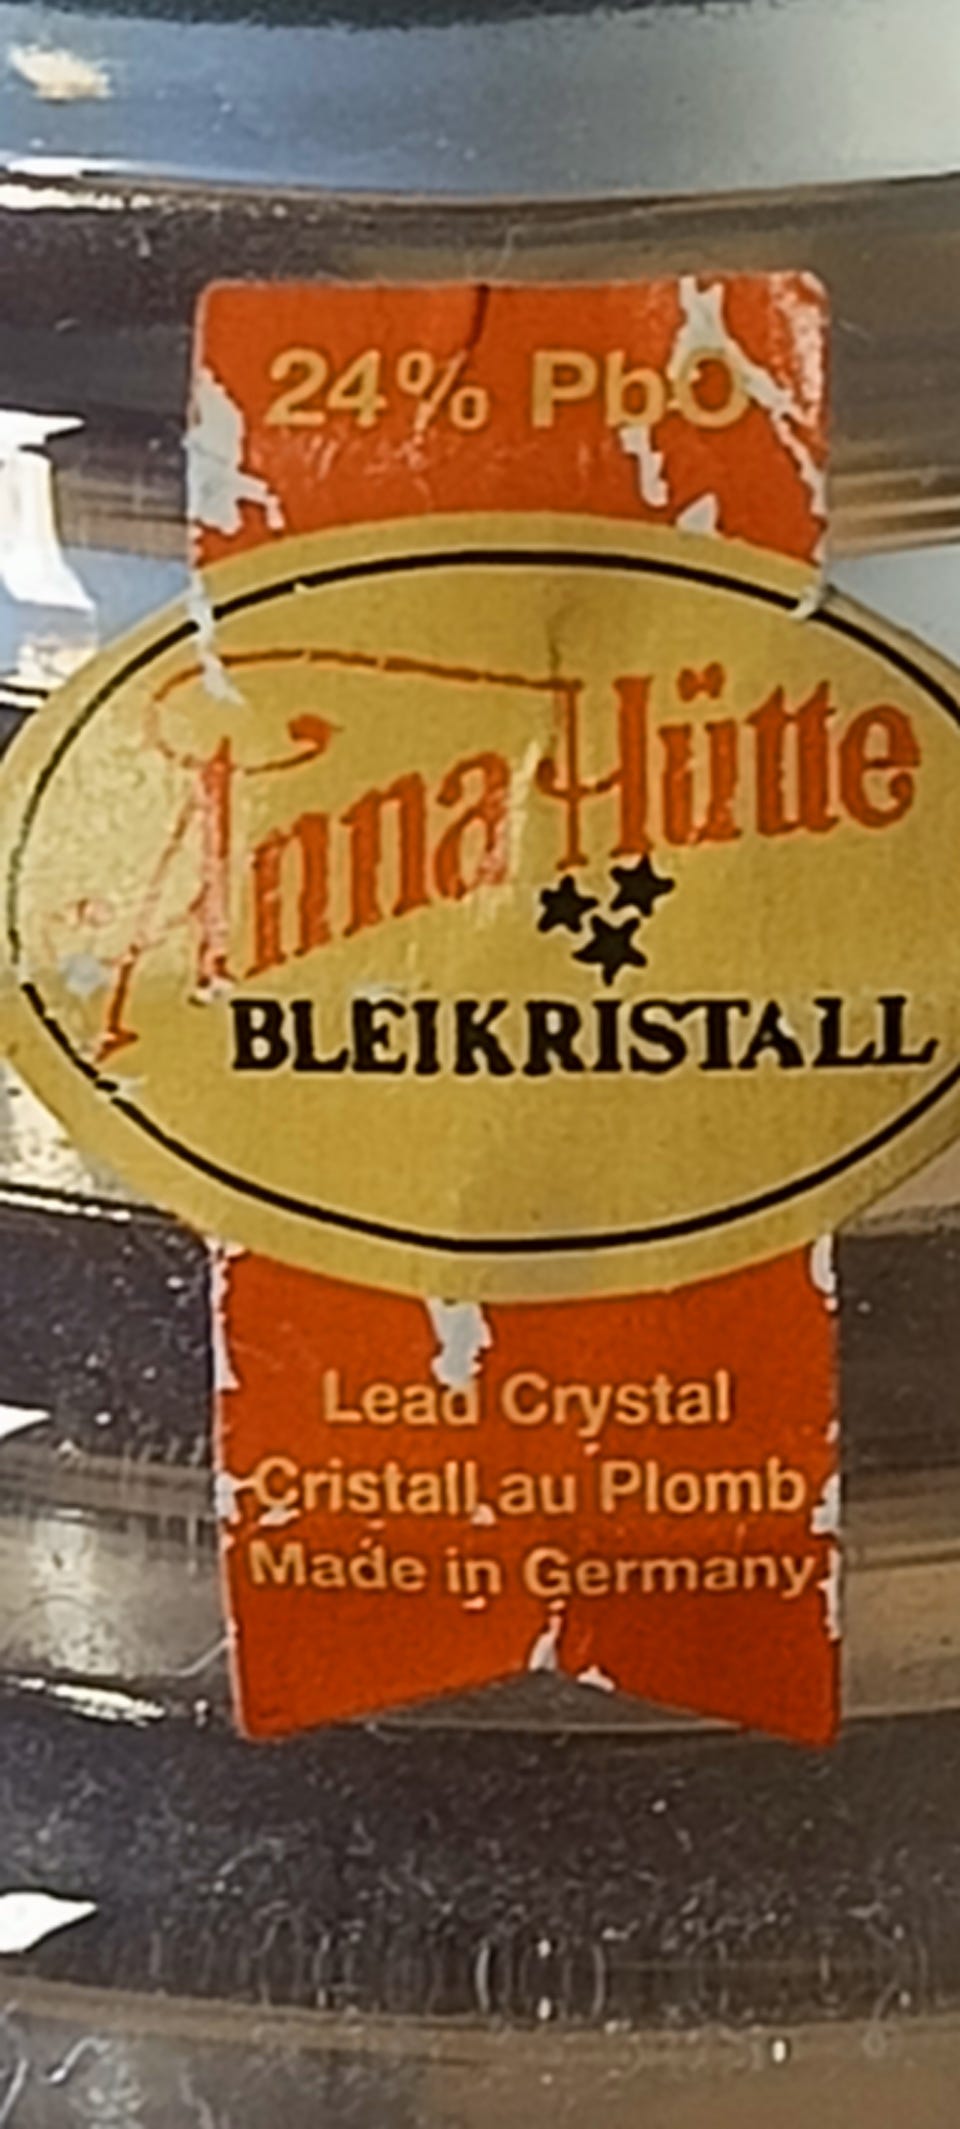 24% PbO
Anna Hütte
BLEIKRISTALL
Lead Crystal
Cristall au Plomb
Made in Germany